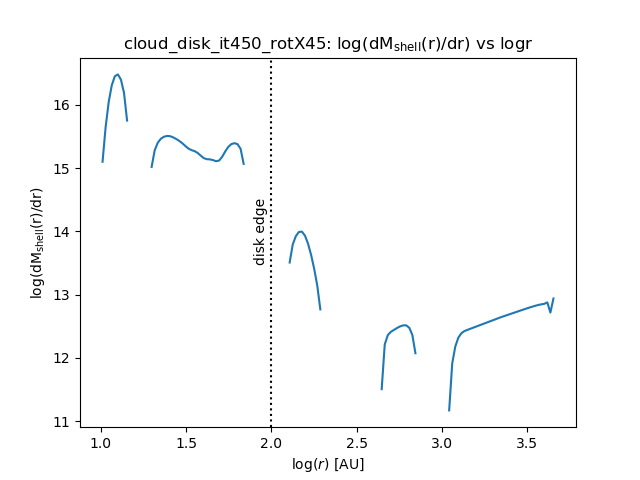 cloud_disk_it450_rotX45: log(dMshell(r)/dr) vs logr
log(dMshell(r)/dr)
16
15
14
13
12
11
disk edge
1.0 1.5 2.0 2.5 3.0 3.5
log(r) [AU]